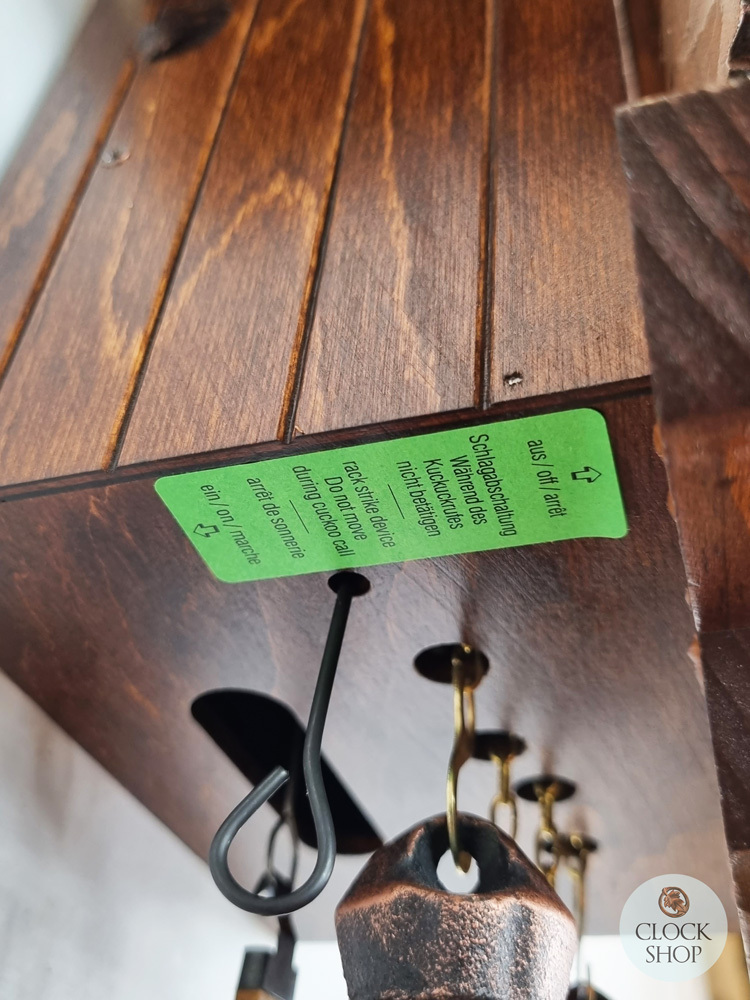 aus / off / arrêt
Schlagabschaltung
Während des
Kuckuckrufes
nicht betätigen
rack strike device
Do not move
during cuckoo call
arrêt de sonnerie
ein / on / marche
CLOCK
SHOP